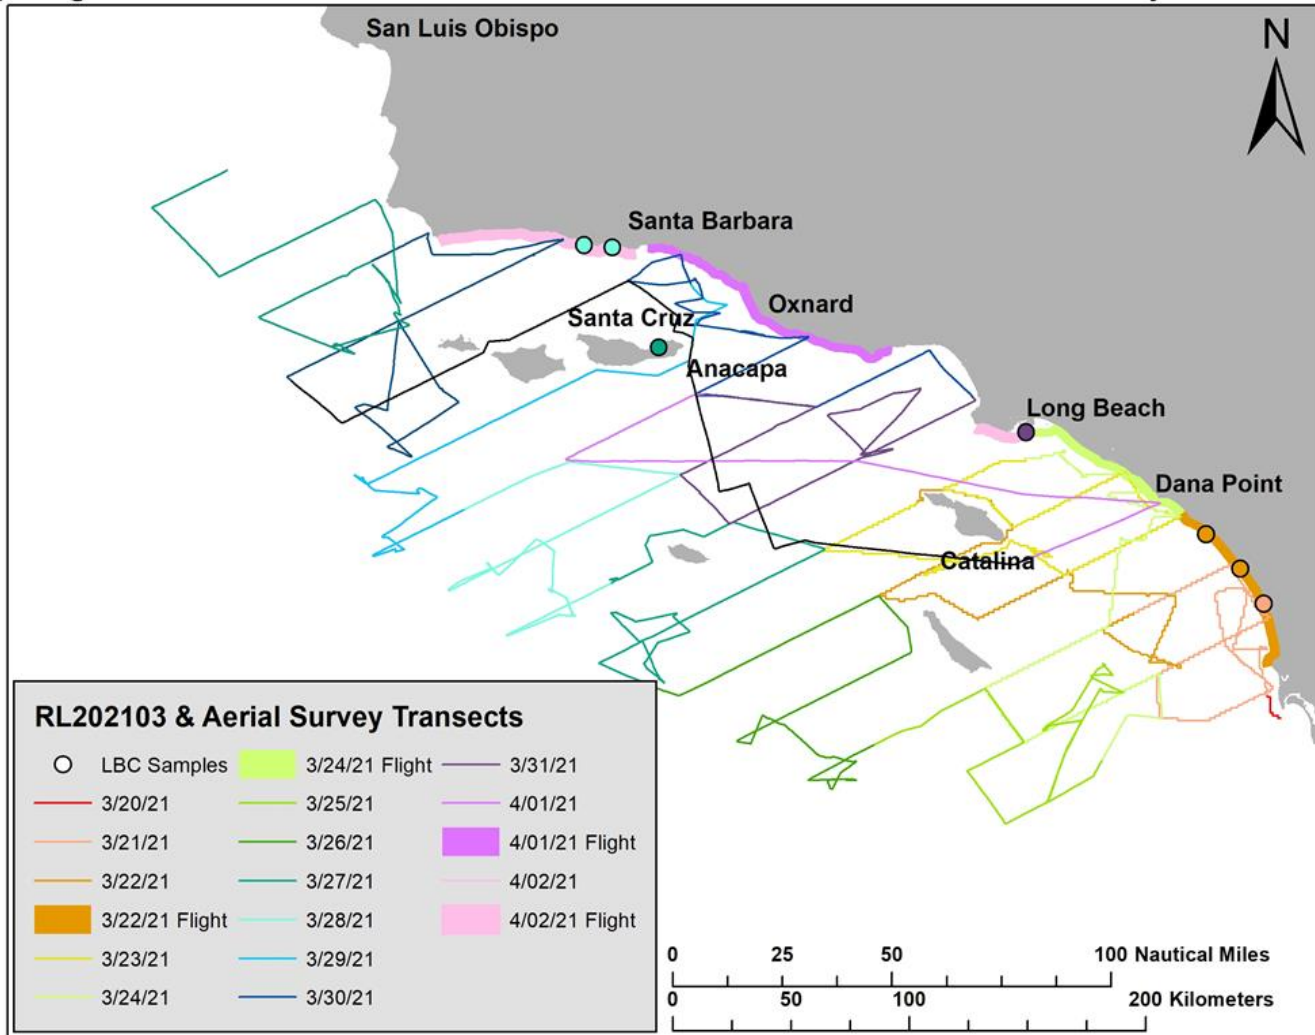 San Luis Obispo
N
Santa Barbara
Oxnard
Santa Cruz
Anacapa
Long Beach
Dana Point
Catalina
RL202103 & Aerial Survey Transects
LBC Samples
3/20/21
3/21/21
3/22/21
3/22/21 Flight
3/23/21
3/24/21
3/24/21 Flight
3/25/21
3/26/21
3/27/21
3/28/21
3/29/21
3/30/21
3/31/21
4/01/21
4/01/21 Flight
4/02/21
4/02/21 Flight
0 25 50 100 Nautical Miles
0 50 100 200 Kilometers